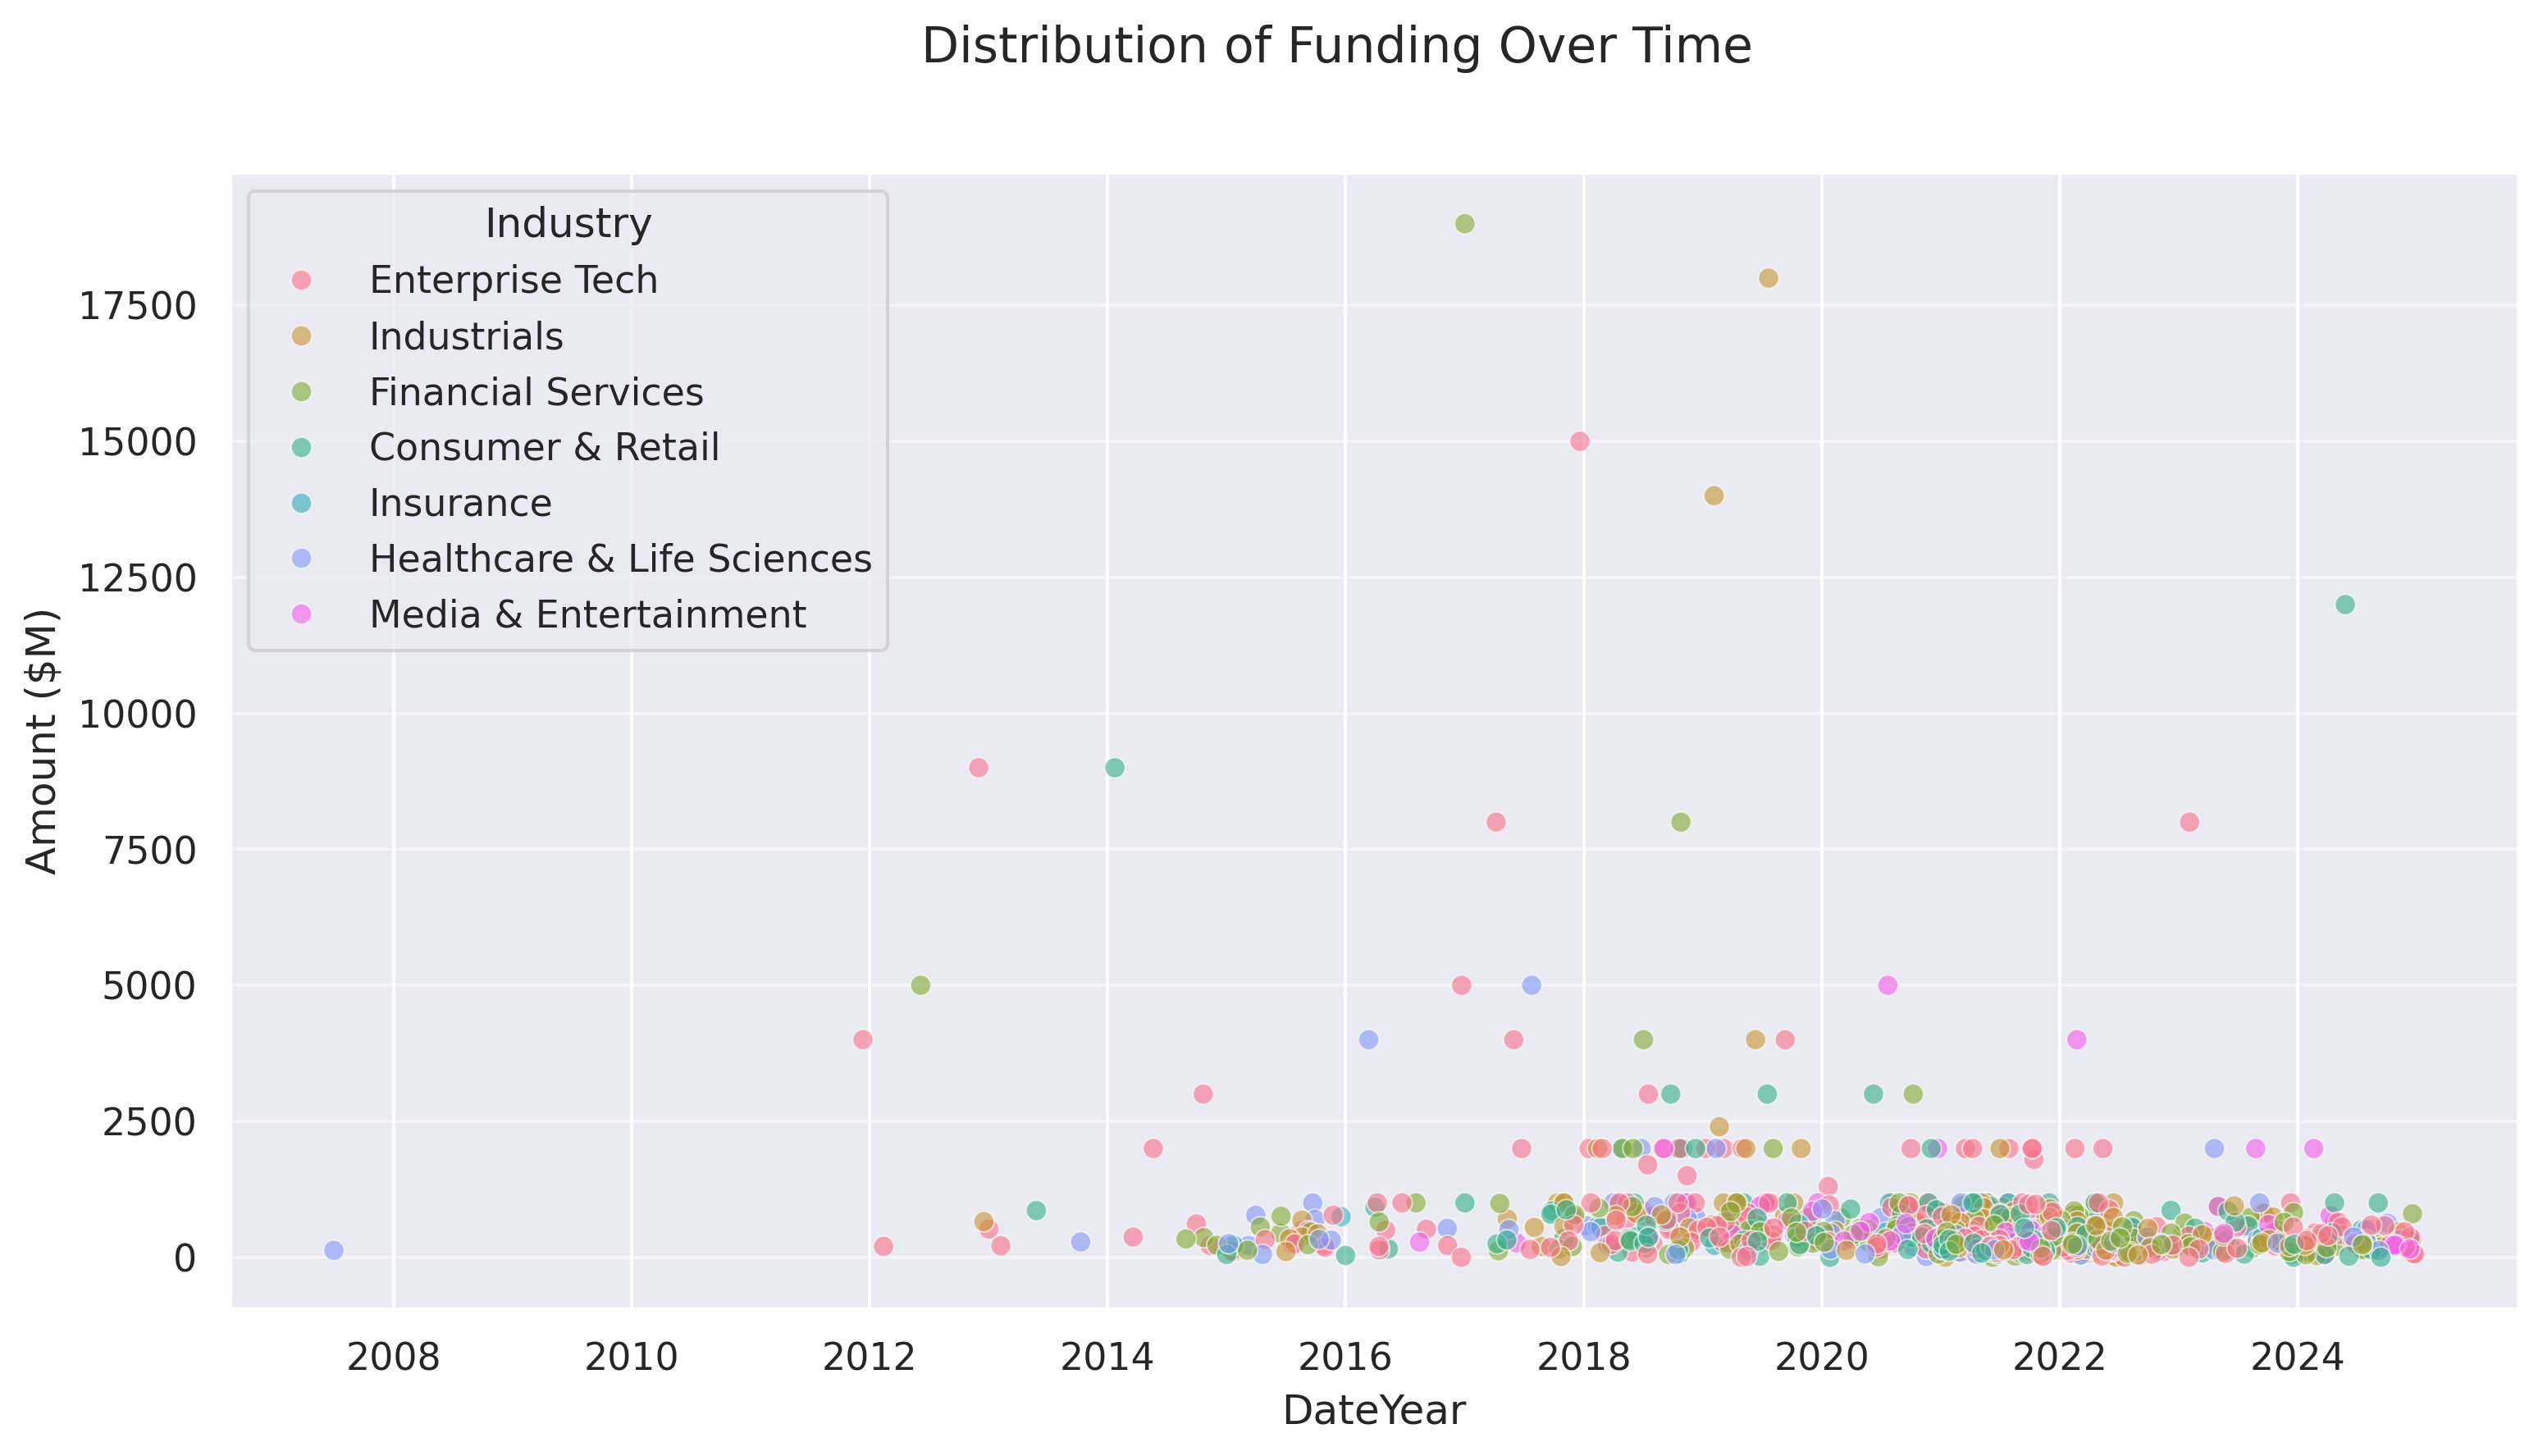 Distribution of Funding Over Time
Industry
Enterprise Tech
Industrials
Financial Services
Consumer & Retail
Insurance
Healthcare & Life Sciences
Media & Entertainment
Amount ($M)
17500
15000
12500
10000
7500
5000
2500
0
2008 2010 2012 2014 2016 2018 2020 2022 2024
DateYear